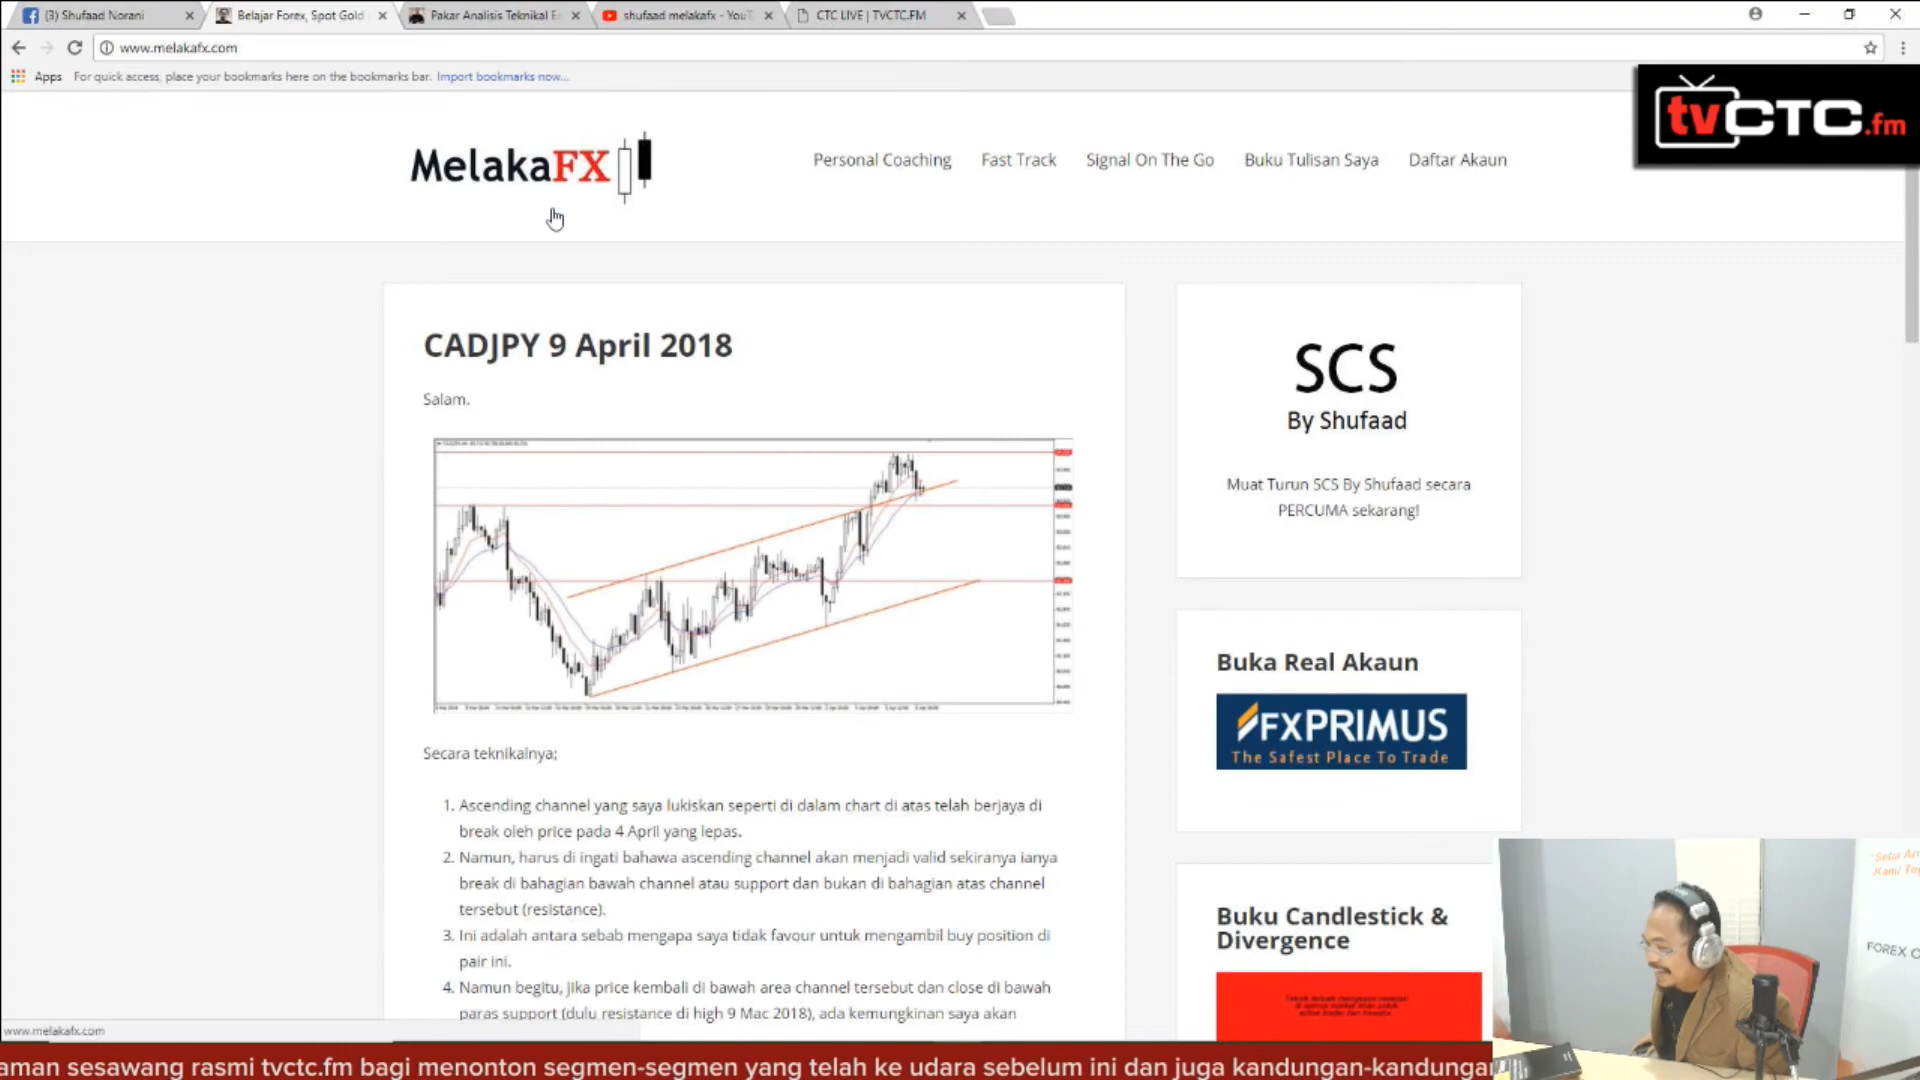 (3) Shufaad Norani
Belajar Forex, Spot Gold
Pakar Analisis Teknikal
shufaad melakafx - YouT
CTC LIVE | TVCTC.FM
www.melakafx.com
Apps
For quick access, place your bookmarks here on the bookmarks bar. Import bookmarks now...
tvCTC.fm
MelakaFX
Personal Coaching
Fast Track
Signal On The Go
Buku Tulisan Saya
Daftar Akaun
CADJPY 9 April 2018
Salam.
Secara teknikalnya;
1. Ascending channel yang saya lukiskan seperti di dalam chart di atas telah berjaya di
break oleh price pada 4 April yang lepas.
2. Namun, harus di ingati bahawa ascending channel akan menjadi valid sekiranya ianya
break di bahagian bawah channel atau support dan bukan di bahagian atas channel
tersebut (resistance).
3. Ini adalah antara sebab mengapa saya tidak favour untuk mengambil buy position di
pair ini.
4. Namun begitu, jika price kembali di bawah area channel tersebut dan close di bawah
paras support (dulu resistance di high 9 Mac 2018), ada kemungkinan saya akan
SCS
By Shufaad
Muat Turun SCS By Shufaad secara
PERCUMA sekarang!
Buka Real Akaun
FXPRIMUS
The Safest Place To Trade
Buku Candlestick &
Divergence
"Setia
Kami
FOREX
www.melakafx.com
aman sesawang rasmi tvctc.fm bagi menonton segmen-segmen yang telah ke udara sebelum ini dan juga kandungan-kandunga